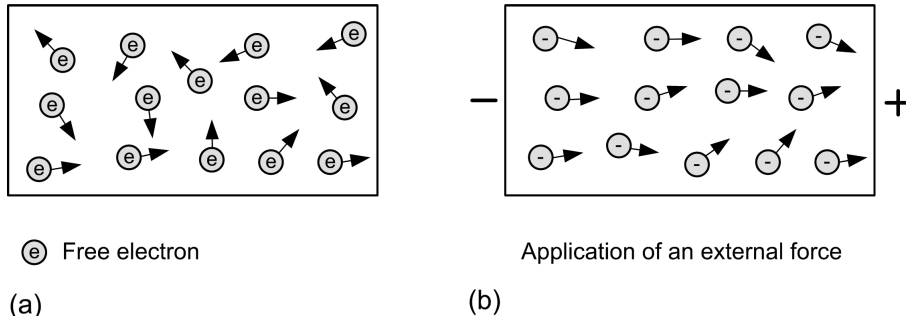 e e e e e
e e e e
e e e e e
e Free electron
(a)
- - - -
− - - - - +
- - - - -
Application of an external force
(b)